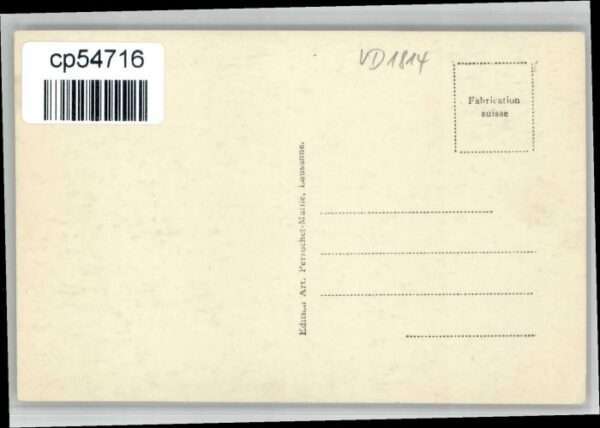 cp54716
VD1814
Fabrication
suisse
Edition Art. Perrochet-Matile, Lausanne.